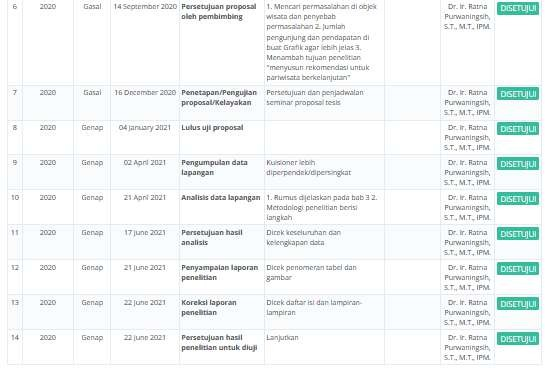 6 2020 Gasal 14 September 2020 Persetujuan proposal 1. Mencari permasalahan di objek Dr. Ir. Ratna DISETUJUI
oleh pembimbing wisata dan penyebab Purwaningsih,
permasalahan 2. Jumlah S.T., M.T., IPM.
pengunjung dan pendapatan di
buat Grafik agar lebih jelas 3.
Menambah tujuan penelitian
"menyusun rekomendasi untuk
pariwisata berkelanjutan"
7 2020 Gasal 16 December 2020 Penetapan/Pengujian Persetujuan dan penjadwalan Dr. Ir. Ratna DISETUJUI
proposal/Kelayakan seminar proposal tesis Purwaningsih,
S.T., M.T., IPM.
8 2020 Genap 04 January 2021 Lulus uji proposal Dr. Ir. Ratna DISETUJUI
Purwaningsih,
S.T., M.T., IPM.
9 2020 Genap 02 April 2021 Pengumpulan data Kuisioner lebih Dr. Ir. Ratna DISETUJUI
lapangan diperpendek/dipersingkat Purwaningsih,
S.T., M.T., IPM.
10 2020 Genap 21 April 2021 Analisis data lapangan 1. Rumus dijelaskan pada bab 3 2. Dr. Ir. Ratna DISETUJUI
Metodologi penelitian berisi Purwaningsih,
langkah S.T., M.T., IPM.
11 2020 Genap 17 June 2021 Persetujuan hasil Dicek keseluruhan dan Dr. Ir. Ratna DISETUJUI
analisis kelengkapan data Purwaningsih,
S.T., M.T., IPM.
12 2020 Genap 21 June 2021 Penyampaian laporan Dicek penomeran tabel dan Dr. Ir. Ratna DISETUJUI
penelitian gambar Purwaningsih,
S.T., M.T., IPM.
13 2020 Genap 22 June 2021 Koreksi laporan Dicek daftar isi dan lampiran- Dr. Ir. Ratna DISETUJUI
penelitian lampiran Purwaningsih,
S.T., M.T., IPM.
14 2020 Genap 22 June 2021 Persetujuan hasil Lanjutkan Dr. Ir. Ratna DISETUJUI
penelitian untuk diuji Purwaningsih,
S.T., M.T., IPM.